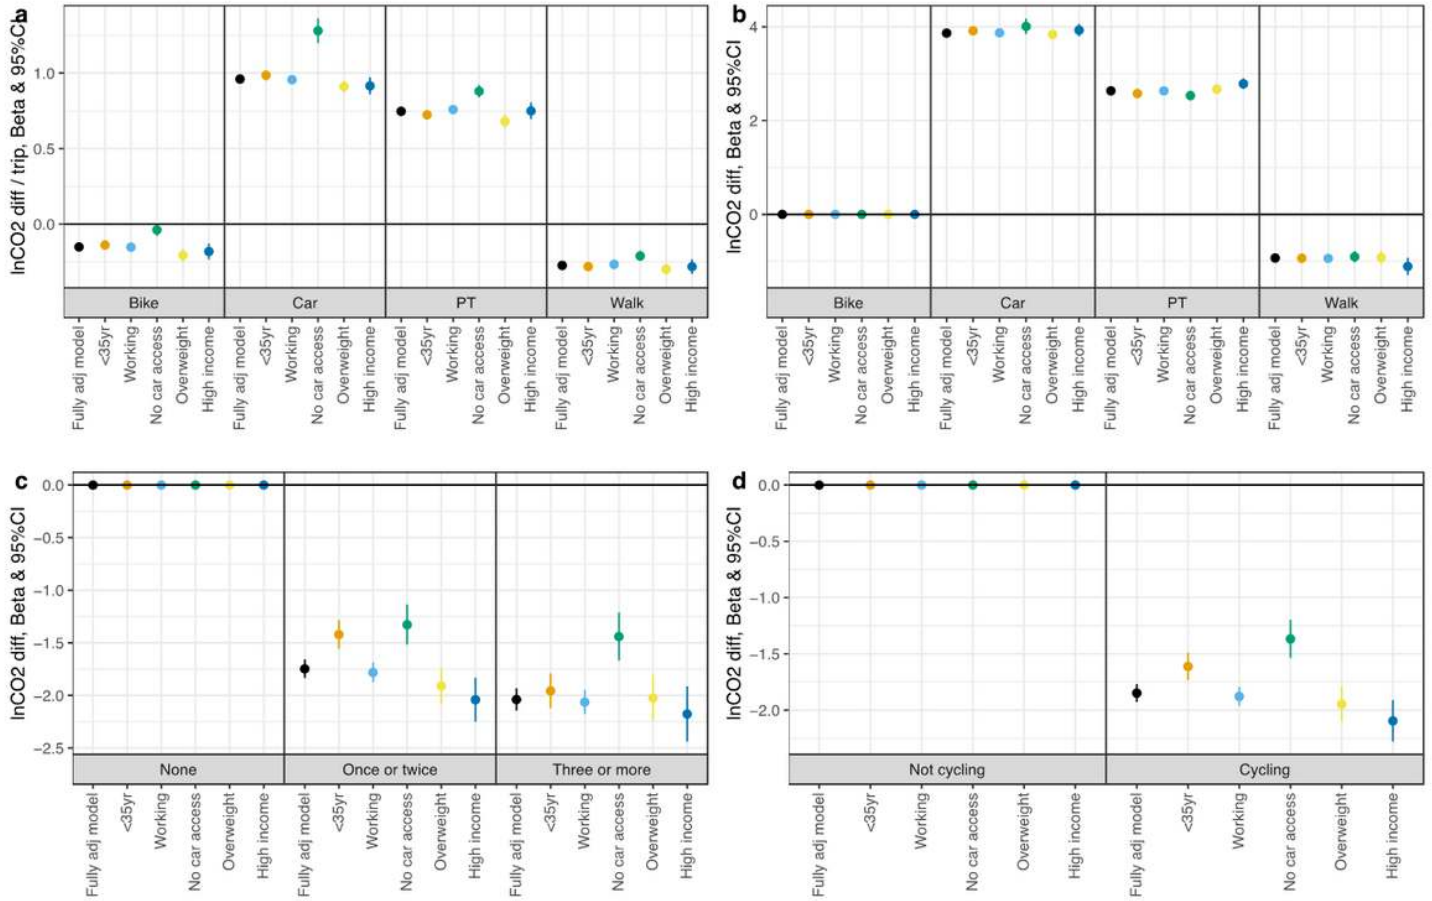 a
lnCO2 diff / trip, Beta & 95%CI
1.0
0.5
0.0
Bike
Car
PT
Walk
Fully adj model
<35yr
Working
No car access
Overweight
High income
Fully adj model
<35yr
Working
No car access
Overweight
High income
Fully adj model
<35yr
Working
No car access
Overweight
High income
Fully adj model
<35yr
Working
No car access
Overweight
High income
b
lnCO2 diff, Beta & 95%CI
4
2
0
Bike
Car
PT
Walk
Fully adj model
<35yr
Working
No car access
Overweight
High income
Fully adj model
<35yr
Working
No car access
Overweight
High income
Fully adj model
<35yr
Working
No car access
Overweight
High income
Fully adj model
<35yr
Working
No car access
Overweight
High income
c
lnCO2 diff, Beta & 95%CI
0.0
−0.5
−1.0
−1.5
−2.0
−2.5
None
Once or twice
Three or more
Fully adj model
<35yr
Working
No car access
Overweight
High income
Fully adj model
<35yr
Working
No car access
Overweight
High income
Fully adj model
<35yr
Working
No car access
Overweight
High income
d
lnCO2 diff, Beta & 95%CI
0.0
−0.5
−1.0
−1.5
−2.0
Not cycling
Cycling
Fully adj model
<35yr
Working
No car access
Overweight
High income
Fully adj model
<35yr
Working
No car access
Overweight
High income